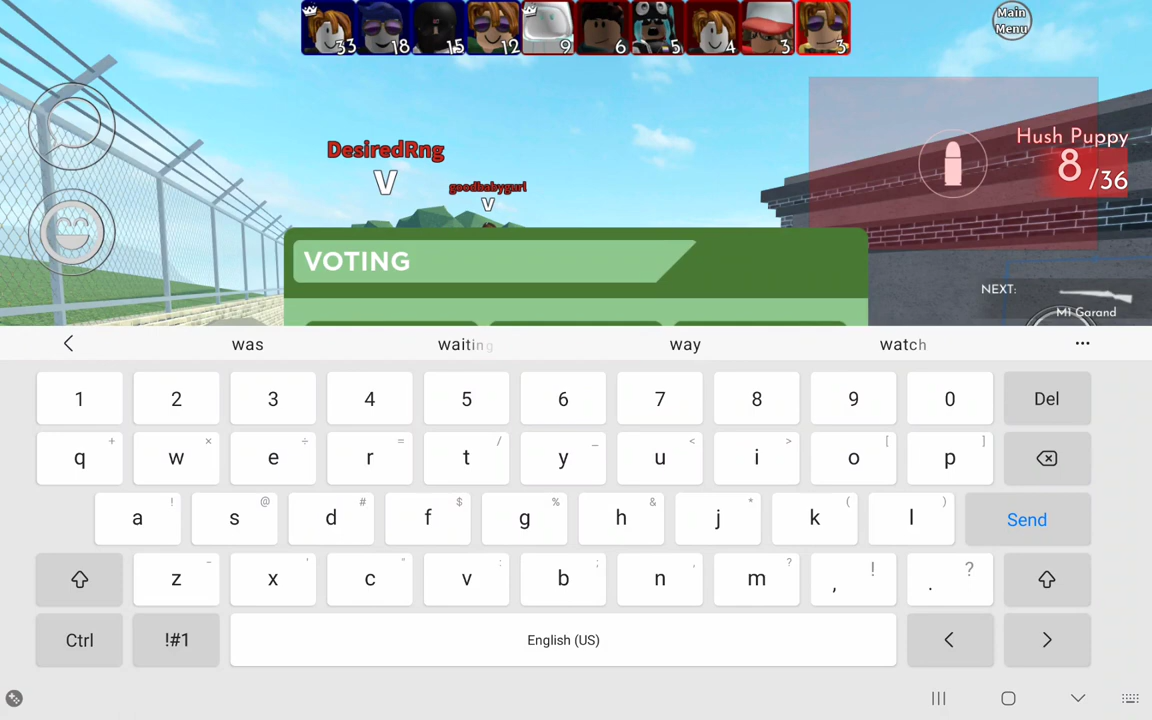 33 18 15 12 9 6 5 4 3 3
Main
Menu
DesiredRng
V
goodbabygurl
V
Hush Puppy
8/36
VOTING
NEXT:
M1 Garand
was waiting way watch ...
1 2 3 4 5 6 7 8 9 0 Del
+ × ÷ = / _ < > [ ]
q w e r t y u i o p
! @ # $ % & * ( )
a s d f g h j k l Send
- ' " : ; , ? ! ?
z x c v b n m , .
Ctrl !#1 English (US) < >